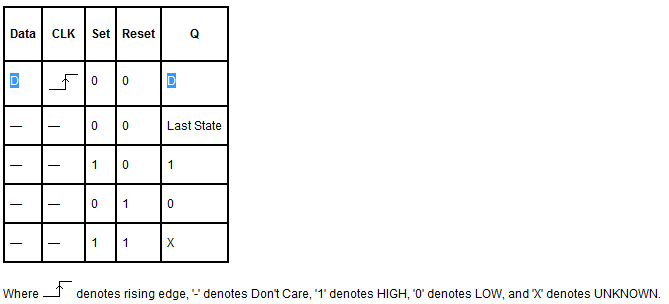 Data CLK Set Reset Q
D 0 0 D
— — 0 0 Last State
— — 1 0 1
— — 0 1 0
— — 1 1 X
Where denotes rising edge, '-' denotes Don't Care, '1' denotes HIGH, '0' denotes LOW, and 'X' denotes UNKNOWN.